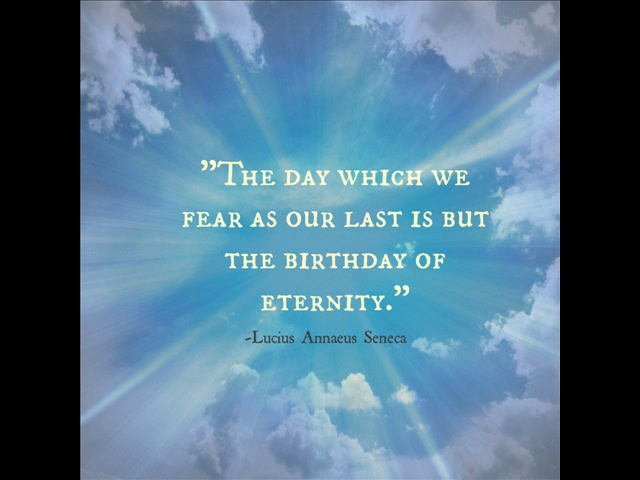 "The day which we
fear as our last is but
the birthday of
eternity."
-Lucius Annaeus Seneca